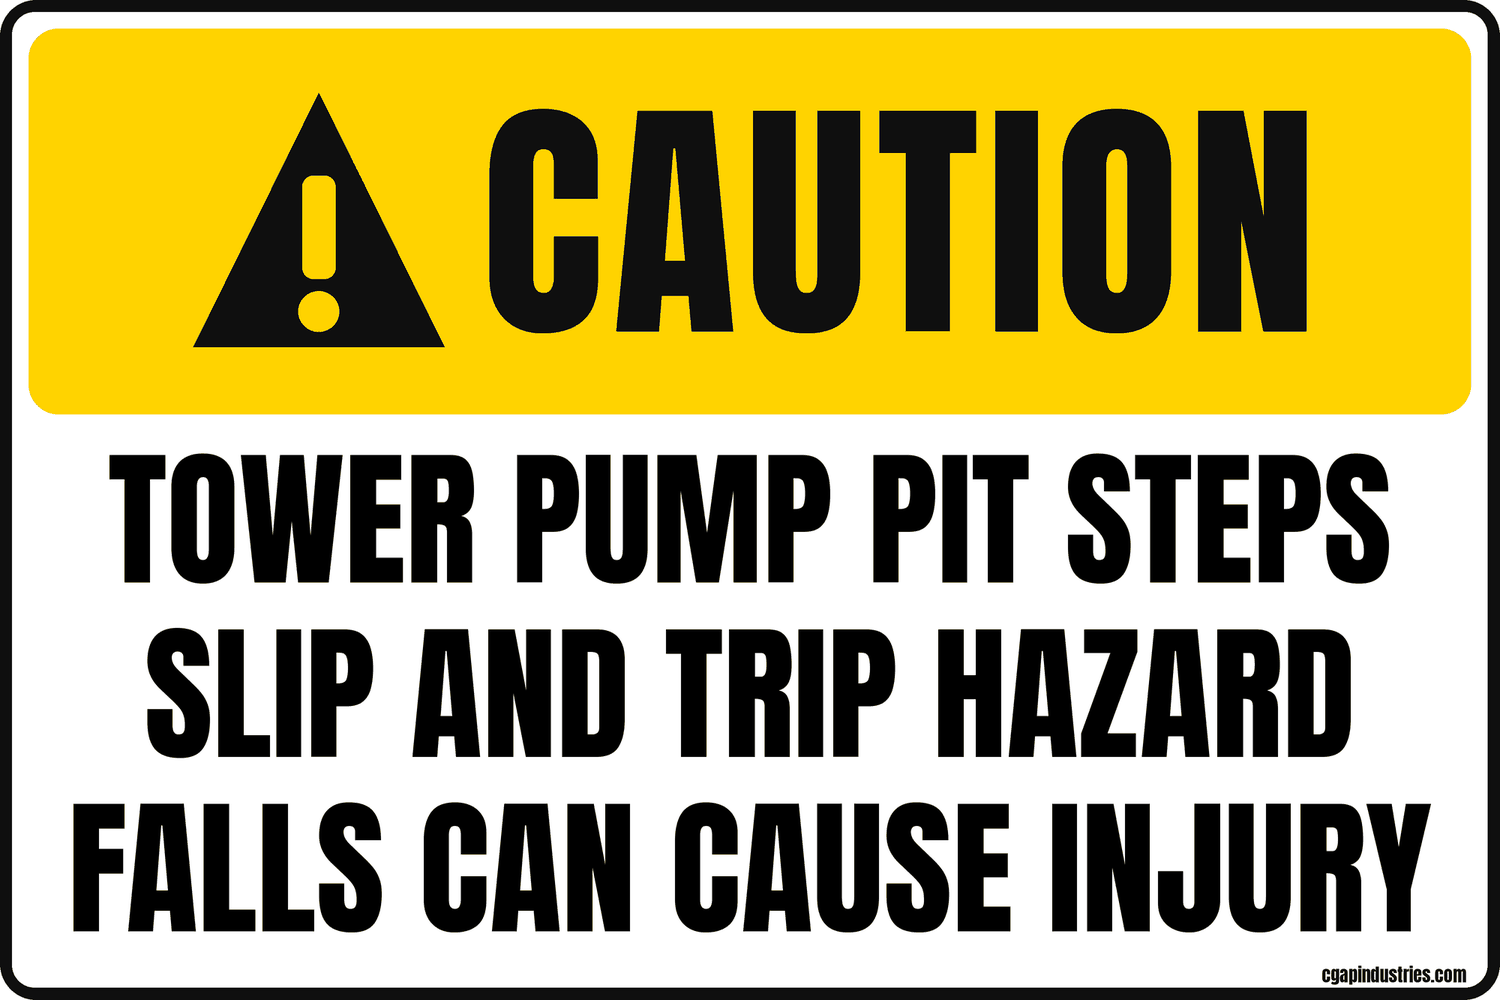 CAUTION
TOWER PUMP PIT STEPS
SLIP AND TRIP HAZARD
FALLS CAN CAUSE INJURY
cgapindustries.com